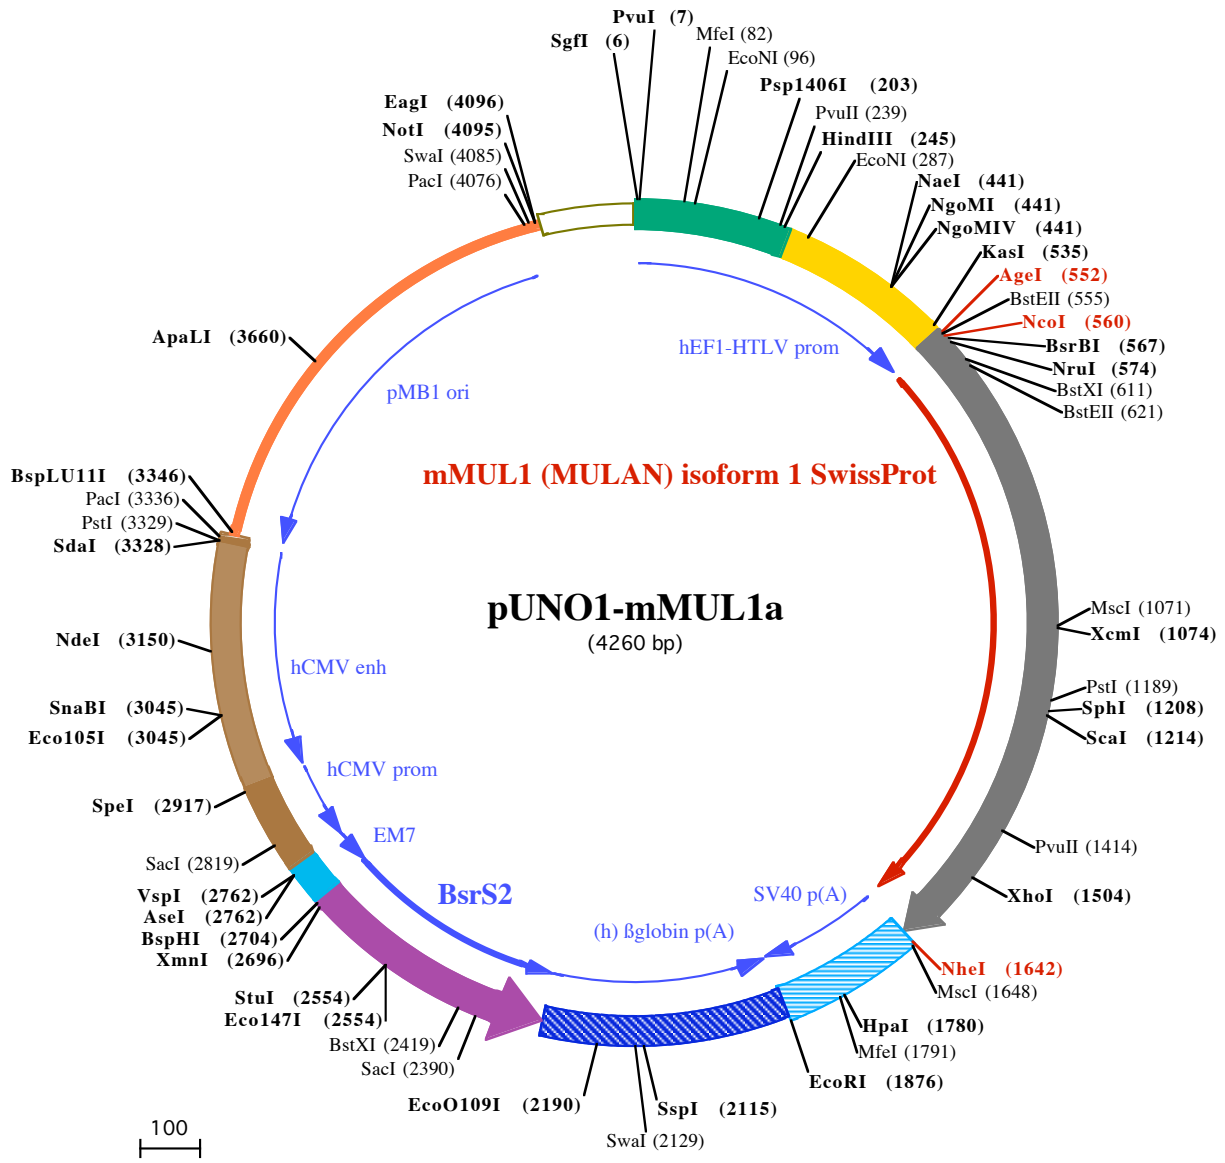 PvuI (7)
SgfI (6)
MfeI (82)
EcoNI (96)
Psp1406I (203)
PvuII (239)
HindIII (245)
EcoNI (287)
NaeI (441)
NgoMI (441)
NgoMIV (441)
KasI (535)
AgeI (552)
BstEII (555)
NcoI (560)
BsrBI (567)
NruI (574)
BstXI (611)
BstEII (621)
MscI (1071)
XcmI (1074)
PstI (1189)
SphI (1208)
ScaI (1214)
PvuII (1414)
XhoI (1504)
NheI (1642)
MscI (1648)
HpaI (1780)
MfeI (1791)
EcoRI (1876)
SspI (2115)
SwaI (2129)
EcoO109I (2190)
SacI (2390)
BstXI (2419)
Eco147I (2554)
StuI (2554)
XmnI (2696)
BspHI (2704)
AseI (2762)
VspI (2762)
SacI (2819)
SpeI (2917)
Eco105I (3045)
SnaBI (3045)
NdeI (3150)
SdaI (3328)
PstI (3329)
PacI (3336)
BspLU11I (3346)
ApaLI (3660)
PacI (4076)
SwaI (4085)
NotI (4095)
EagI (4096)
hEF1-HTLV prom
pMB1 ori
mMUL1 (MULAN) isoform 1 SwissProt
pUNO1-mMUL1a
(4260 bp)
hCMV enh
hCMV prom
EM7
BsrS2
SV40 p(A)
(h) ßglobin p(A)
100